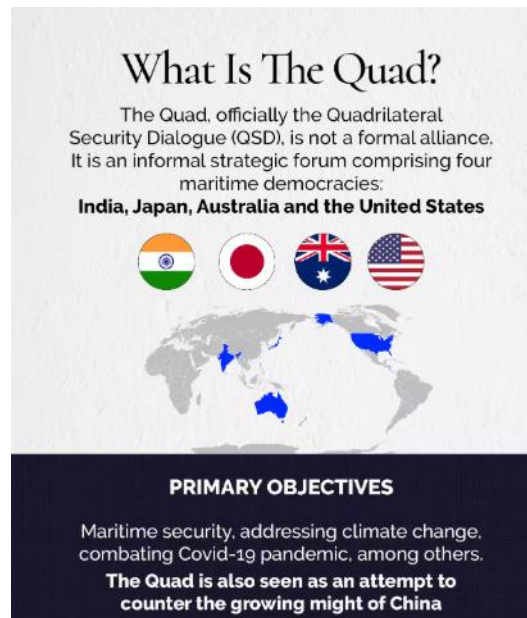 What Is The Quad?
The Quad, officially the Quadrilateral
Security Dialogue (QSD), is not a formal alliance.
It is an informal strategic forum comprising four
maritime democracies:
India, Japan, Australia and the United States
PRIMARY OBJECTIVES
Maritime security, addressing climate change,
combating Covid-19 pandemic, among others.
The Quad is also seen as an attempt to
counter the growing might of China